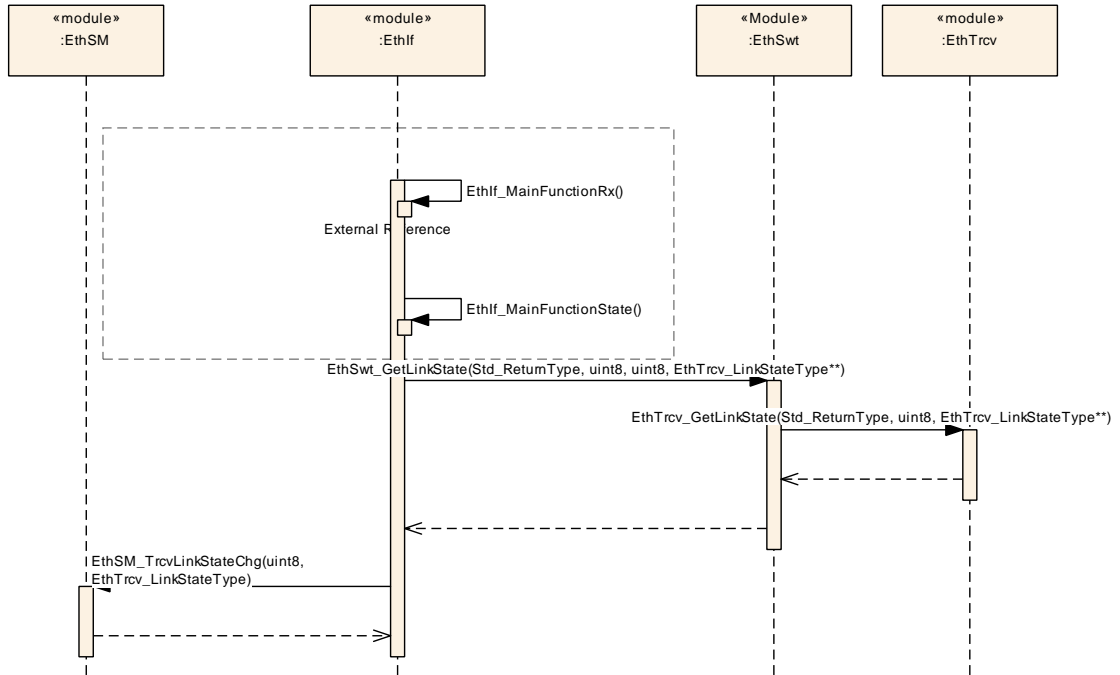 «module»
:EthSM
«module»
:EthIf
«Module»
:EthSwt
«module»
:EthTrcv
EthIf_MainFunctionRx()
External Reference
EthIf_MainFunctionState()
EthSwt_GetLinkState(Std_ReturnType, uint8, uint8, EthTrcv_LinkStateType**)
EthTrcv_GetLinkState(Std_ReturnType, uint8, EthTrcv_LinkStateType**)
EthSM_TrcvLinkStateChg(uint8,
EthTrcv_LinkStateType)